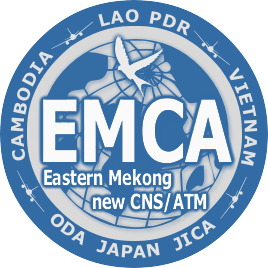 CAMBODIA
LAO PDR
VIETNAM
EMCA
Eastern Mekong
new CNS/ATM
ODA JAPAN JICA